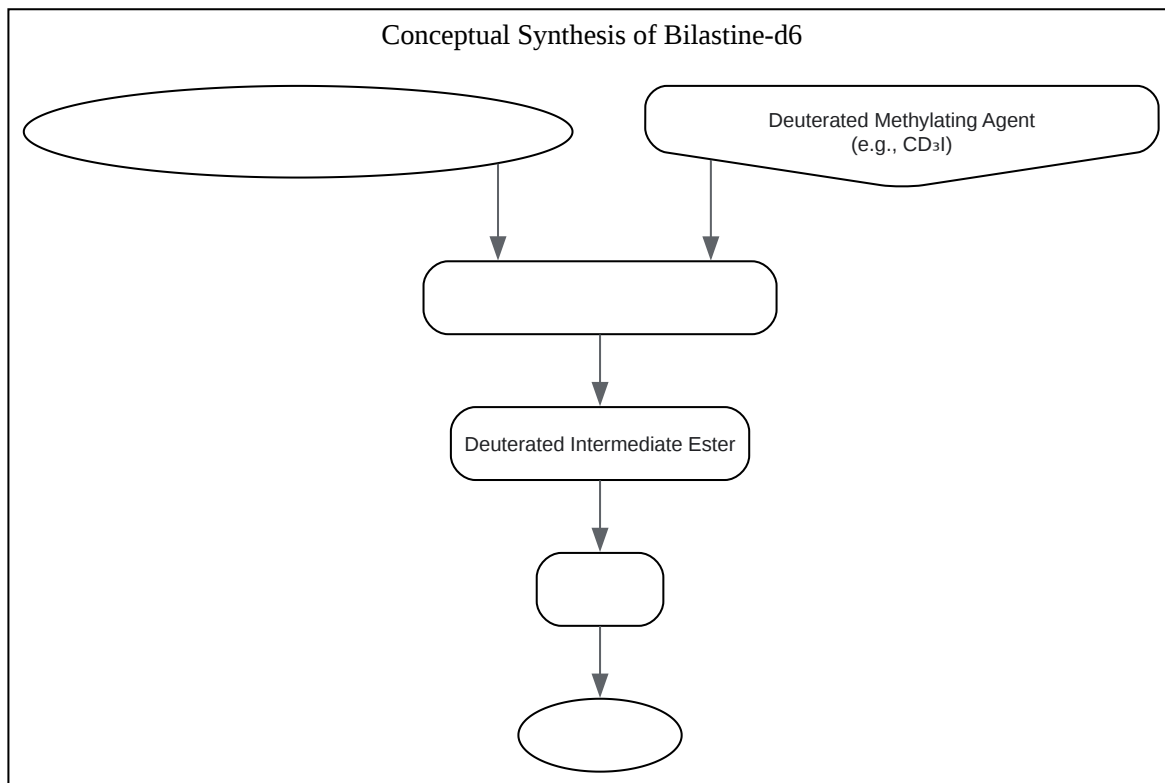 Conceptual Synthesis of Bilastine-d6
Deuterated Methylating Agent
(e.g., CD₃I)
Deuterated Intermediate Ester